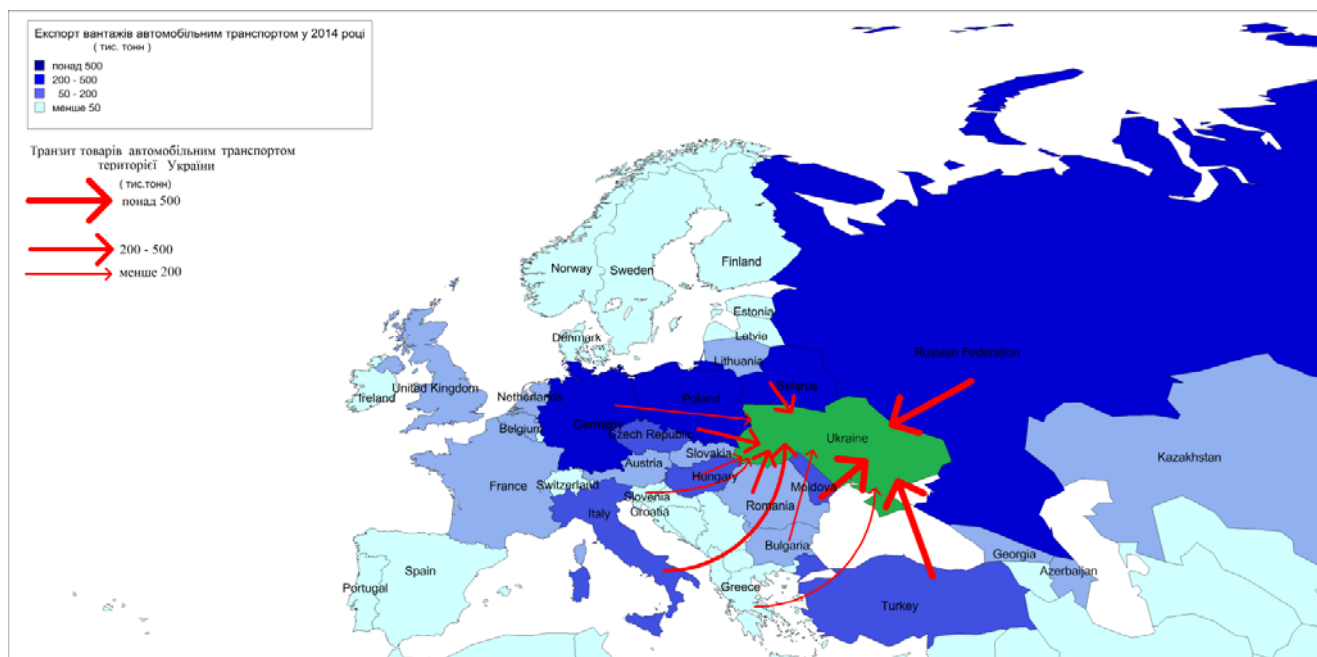 Експорт вантажів автомобільним транспортом у 2014 році
( тис. тонн )
понад 500
200 - 500
50 - 200
менше 50
Транзит товарів автомобільним транспортом
території України
( тис.тонн)
понад 500
200 - 500
менше 200
Norway
Sweden
Finland
Estonia
Latvia
Denmark
Lithuania
Russian Federation
Ireland
United Kingdom
Netherlands
Belarus
Poland
Belgium
Germany
Czech Republic
Ukraine
Slovakia
Kazakhstan
Austria
France
Switzerland
Hungary
Moldova
Slovenia
Croatia
Romania
Italy
Bulgaria
Georgia
Azerbaijan
Spain
Portugal
Greece
Turkey